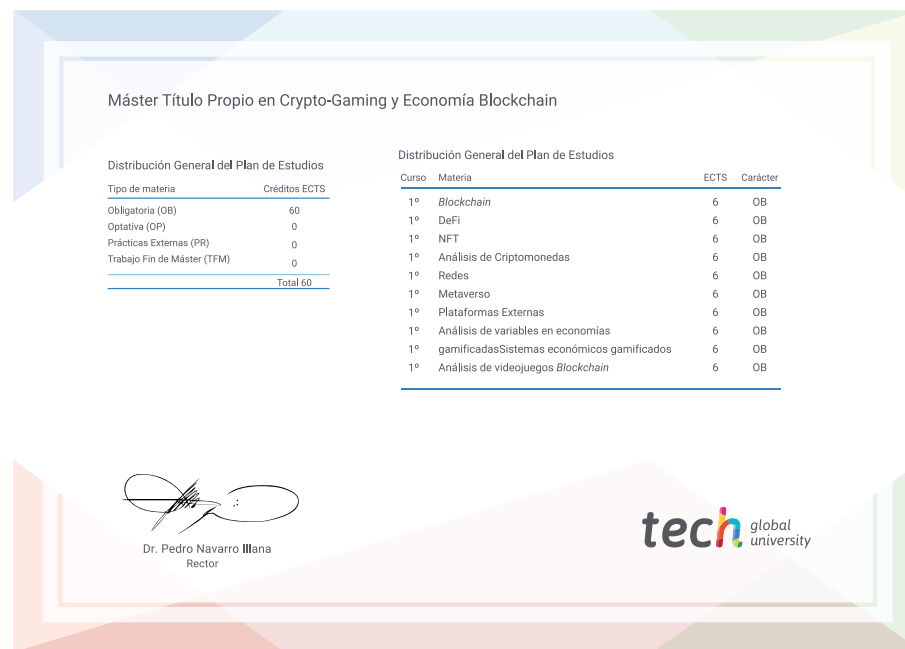 Máster Título Propio en Crypto-Gaming y Economía Blockchain
Distribución General del Plan de Estudios
Tipo de materia Créditos ECTS
Obligatoria (OB) 60
Optativa (OP) 0
Prácticas Externas (PR) 0
Trabajo Fin de Máster (TFM) 0
Total 60
Distribución General del Plan de Estudios
Curso Materia ECTS Carácter
1º Blockchain 6 OB
1º DeFi 6 OB
1º NFT 6 OB
1º Análisis de Criptomonedas 6 OB
1º Redes 6 OB
1º Metaverso 6 OB
1º Plataformas Externas 6 OB
1º Análisis de variables en economías 6 OB
1º gamificadasSistemas económicos gamificados 6 OB
1º Análisis de videojuegos Blockchain 6 OB
Dr. Pedro Navarro Illana
Rector
tech global
university